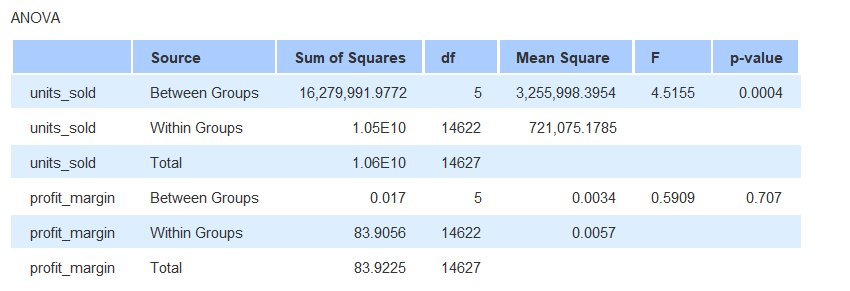 ANOVA
Source Sum of Squares df Mean Square F p-value
units_sold Between Groups 16,279,991.9772 5 3,255,998.3954 4.5155 0.0004
units_sold Within Groups 1.05E10 14622 721,075.1785
units_sold Total 1.06E10 14627
profit_margin Between Groups 0.017 5 0.0034 0.5909 0.707
profit_margin Within Groups 83.9056 14622 0.0057
profit_margin Total 83.9225 14627